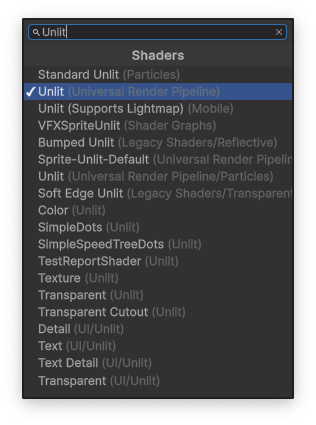 Unlit
Shaders
Standard Unlit (Particles)
Unlit (Universal Render Pipeline)
Unlit (Supports Lightmap) (Mobile)
VFXSpriteUnlit (Shader Graphs)
Bumped Unlit (Legacy Shaders/Reflective)
Sprite-Unlit-Default (Universal Render Pipelin
Unlit (Universal Render Pipeline/Particles)
Soft Edge Unlit (Legacy Shaders/Transparent
Color (Unlit)
SimpleDots (Unlit)
SimpleSpeedTreeDots (Unlit)
TestReportShader (Unlit)
Texture (Unlit)
Transparent (Unlit)
Transparent Cutout (Unlit)
Detail (UI/Unlit)
Text (UI/Unlit)
Text Detail (UI/Unlit)
Transparent (UI/Unlit)